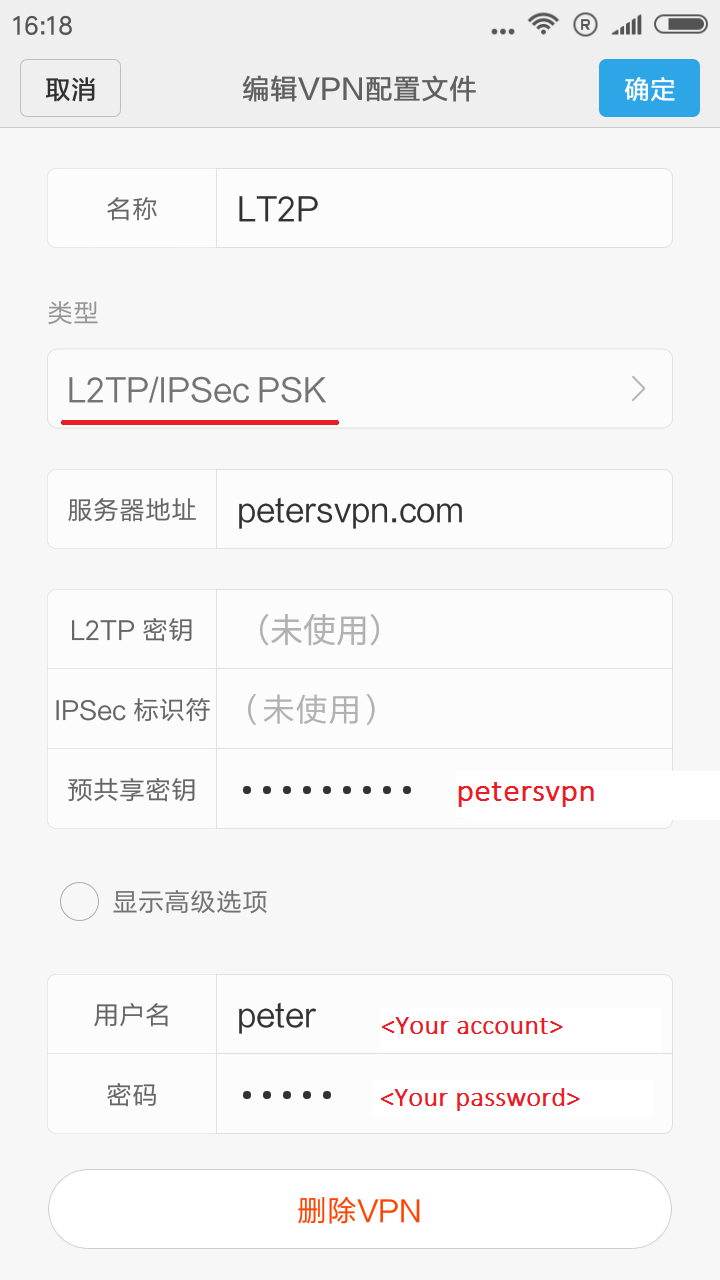 16:18
取消 编辑VPN配置文件 确定
名称 LT2P
类型
L2TP/IPSec PSK
服务器地址 petersvpn.com
L2TP 密钥 （未使用）
IPSec 标识符 （未使用）
预共享密钥 ••••••••• petersvpn
显示高级选项
用户名 peter <Your account>
密码 ••••• <Your password>
删除VPN